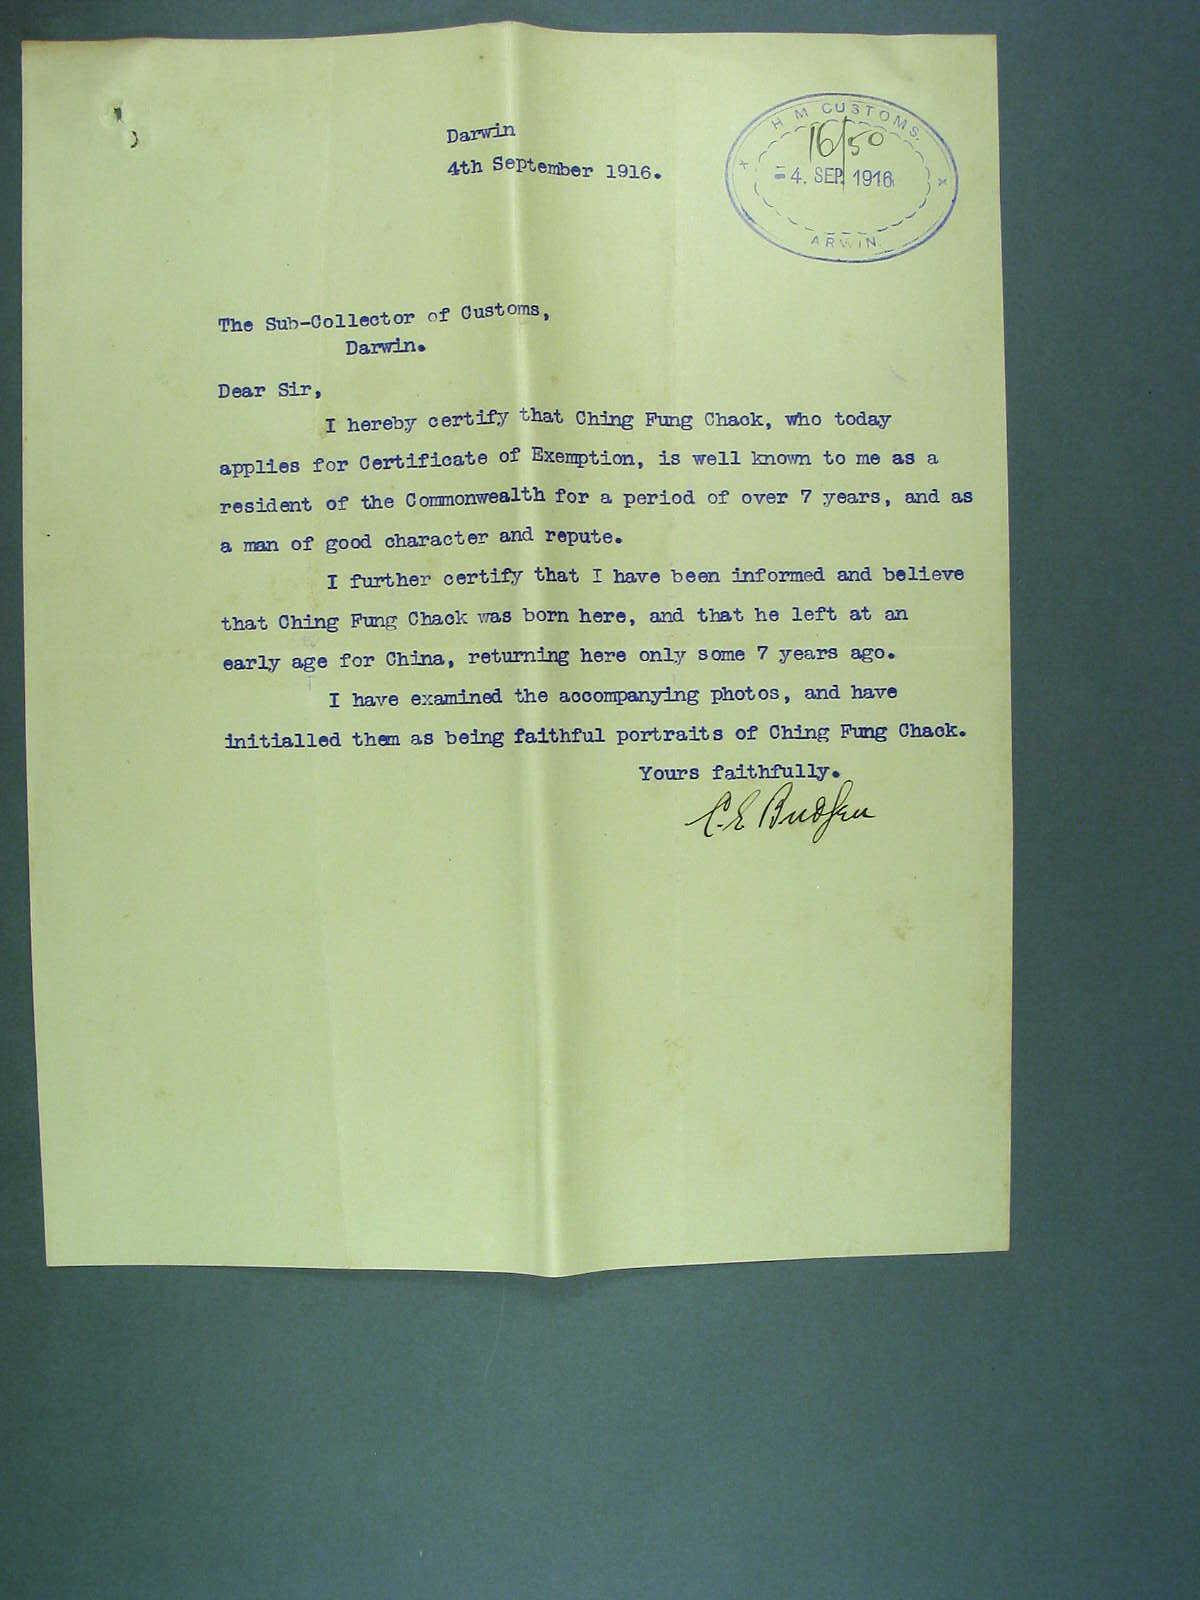 Darwin
4th September 1916.
H M CUSTOMS.
16/50
-4. SEP. 1916
ARWIN
The Sub-Collector of Customs,
Darwin.
Dear Sir,
I hereby certify that Ching Fung Chack, who today
applies for Certificate of Exemption, is well known to me as a
resident of the Commonwealth for a period of over 7 years, and as
a man of good character and repute.
I further certify that I have been informed and believe
that Ching Fung Chack was born here, and that he left at an
early age for China, returning here only some 7 years ago.
I have examined the accompanying photos, and have
initialled them as being faithful portraits of Ching Fung Chack.
Yours faithfully.
C.E. Budgen